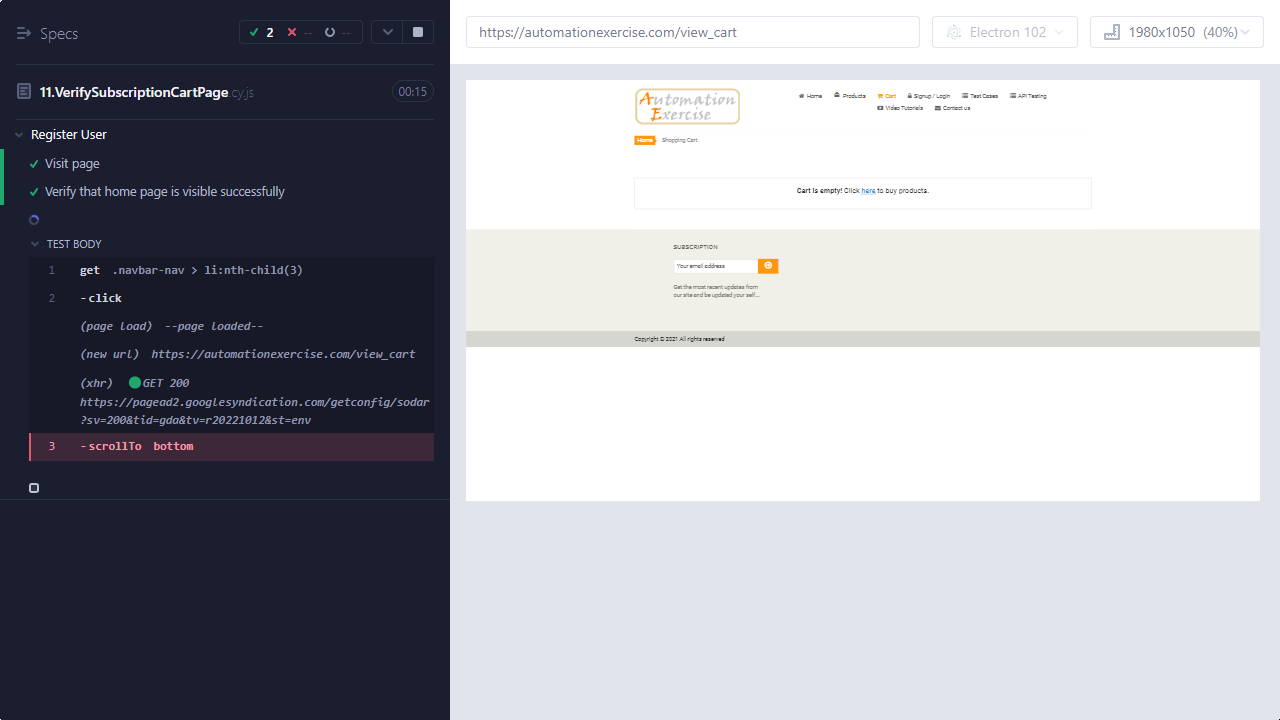 Specs
2
--
--
11.VerifySubscriptionCartPage.cy.js
00:15
Register User
Visit page
Verify that home page is visible successfully
TEST BODY
1 get .navbar-nav > li:nth-child(3)
2 -click
(page load) --page loaded--
(new url) https://automationexercise.com/view_cart
(xhr) GET 200
https://pagead2.googlesyndication.com/getconfig/sodar
?sv=200&tid=gda&tv=r20221012&st=env
3 -scrollTo bottom
https://automationexercise.com/view_cart
Electron 102
1980x1050 (40%)
Automation
Exercise
Home
Products
Cart
Signup / Login
Test Cases
API Testing
Video Tutorials
Contact us
Home
Shopping Cart
Cart is empty! Click here to buy products.
SUBSCRIPTION
Your email address
Get the most recent updates from
our site and be updated your self...
Copyright © 2021 All rights reserved